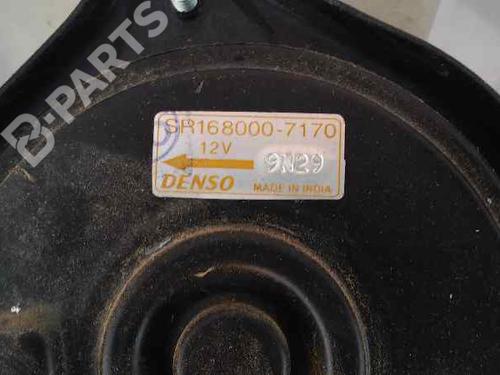 B-PARTS
SR168000-7170
12V
9N29
DENSO
MADE IN INDIA